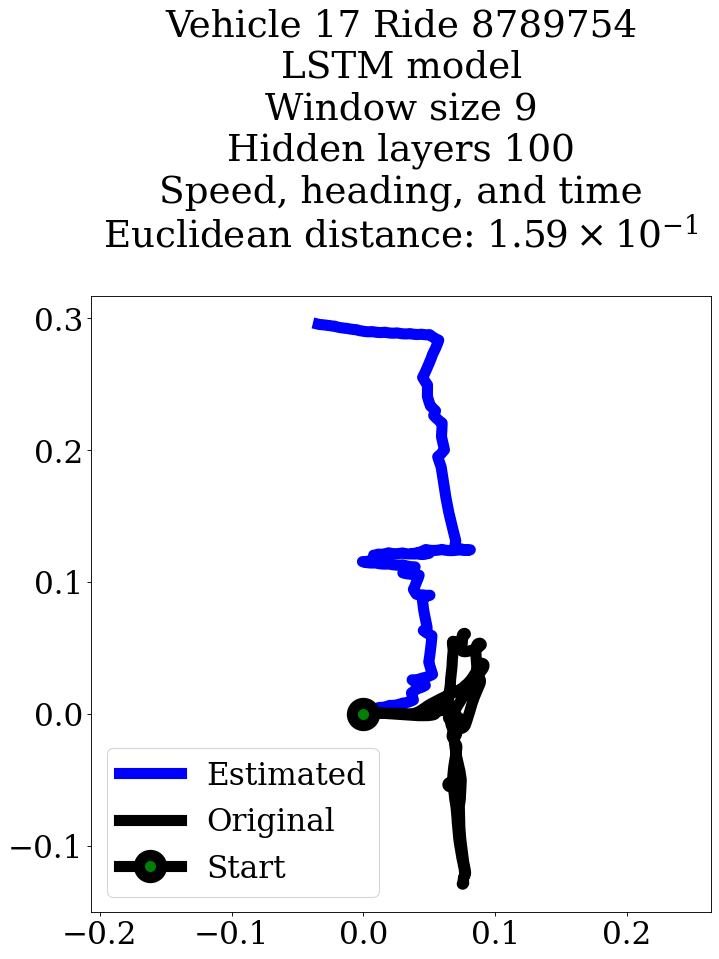 Vehicle 17 Ride 8789754
LSTM model
Window size 9
Hidden layers 100
Speed, heading, and time
Euclidean distance: 1.59 × 10⁻¹
0.3
0.2
0.1
0.0
−0.1
Estimated
Original
Start
−0.2 −0.1 0.0 0.1 0.2